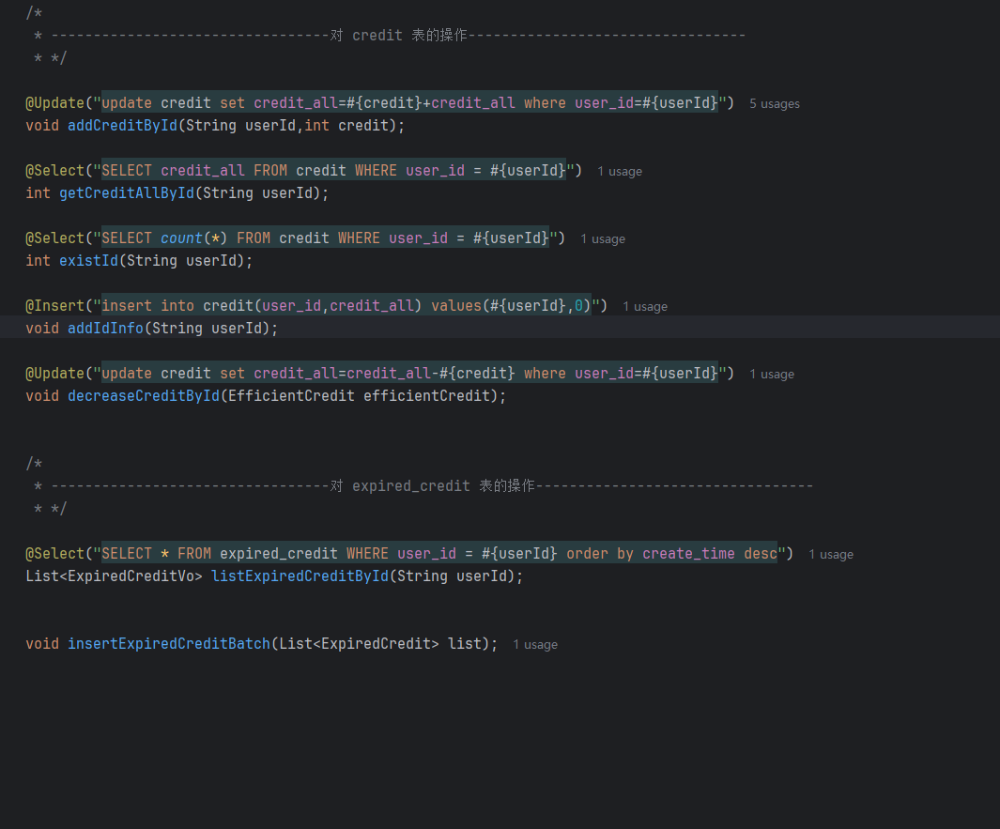 /*
* ---------------------------------对 credit 表的操作---------------------------------
* */
@Update("update credit set credit_all=#{credit}+credit_all where user_id=#{userId}") 5 usages
void addCreditById(String userId,int credit);
@Select("SELECT credit_all FROM credit WHERE user_id = #{userId}") 1 usage
int getCreditAllById(String userId);
@Select("SELECT count(*) FROM credit WHERE user_id = #{userId}") 1 usage
int existId(String userId);
@Insert("insert into credit(user_id,credit_all) values(#{userId},0)") 1 usage
void addIdInfo(String userId);
@Update("update credit set credit_all=credit_all-#{credit} where user_id=#{userId}") 1 usage
void decreaseCreditById(EfficientCredit efficientCredit);
/*
* ---------------------------------对 expired_credit 表的操作---------------------------------
* */
@Select("SELECT * FROM expired_credit WHERE user_id = #{userId} order by create_time desc") 1 usage
List<ExpiredCreditVo> listExpiredCreditById(String userId);
void insertExpiredCreditBatch(List<ExpiredCredit> list); 1 usage